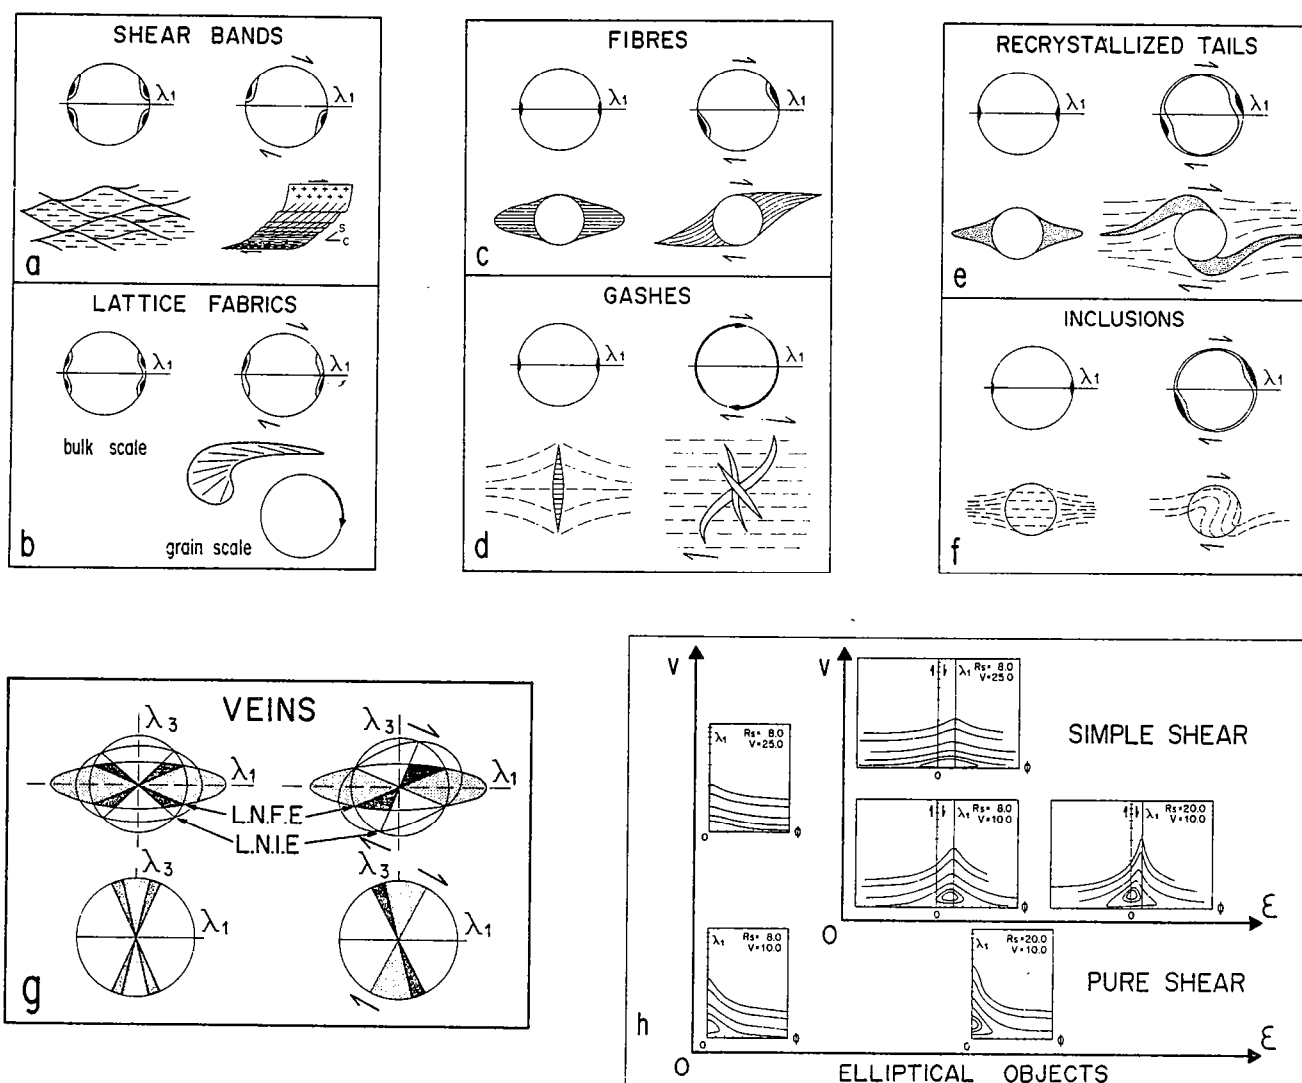 SHEAR BANDS
λ1
S
C
a
LATTICE FABRICS
λ1
λ1
bulk scale
grain scale
b
FIBRES
λ1
c
GASHES
λ1
λ1
d
RECRYSTALLIZED TAILS
λ1
λ1
e
INCLUSIONS
λ1
λ1
f
VEINS
λ3
λ3
λ1
λ1
L.N.F.E
L.N.I.E
λ3
λ3
λ1
λ1
g
V
V
λ1 Rs= 8.0
V=25.0
O
ϕ
SIMPLE SHEAR
λ1 Rs= 8.0
V=25.0
O
ϕ
λ1 Rs= 8.0
V=10.0
O
ϕ
λ1 Rs=20.0
V=10.0
O
ϕ
O
Ɛ
λ1 Rs= 8.0
V=10.0
O
ϕ
λ1 Rs=20.0
V=10.0
O
ϕ
PURE SHEAR
h
O
Ɛ
ELLIPTICAL OBJECTS